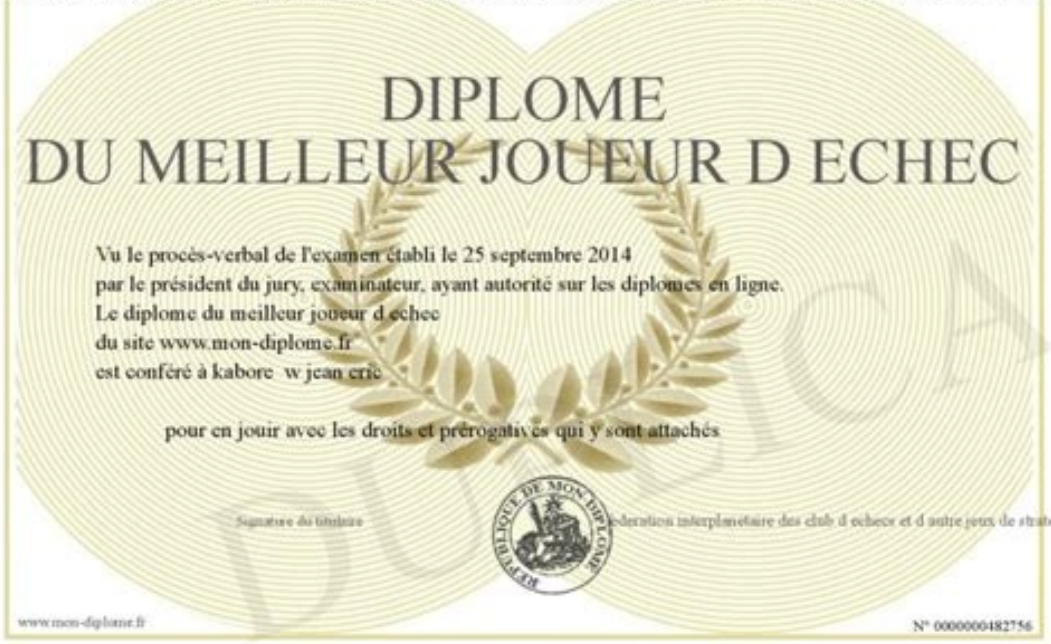 DIPLOME
DU MEILLEUR JOUEUR D ECHEC
Vu le procès-verbal de l'examen établi le 25 septembre 2014
par le président du jury, examinateur, ayant autorité sur les diplomes en ligne.
Le diplome du meilleur joueur d echec
du site www.mon-diplome.fr
est conféré à kabore w jean eric
pour en jouir avec les droits et prérogatives qui y sont attachés
Signature du titulaire
ederation interplanetaire des club d echecs et d autre jeux de strate
REPUBLIQUE DE MON DIPLOME
www.mon-diplome.fr
N° 0000000482756